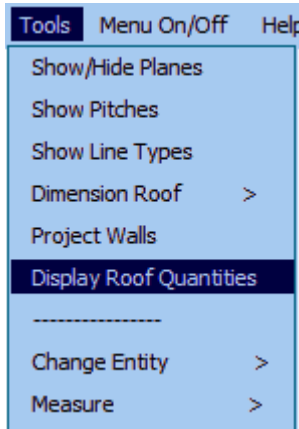 Tools Menu On/Off Help
Show/Hide Planes
Show Pitches
Show Line Types
Dimension Roof >
Project Walls
Display Roof Quantities
----------------
Change Entity >
Measure >